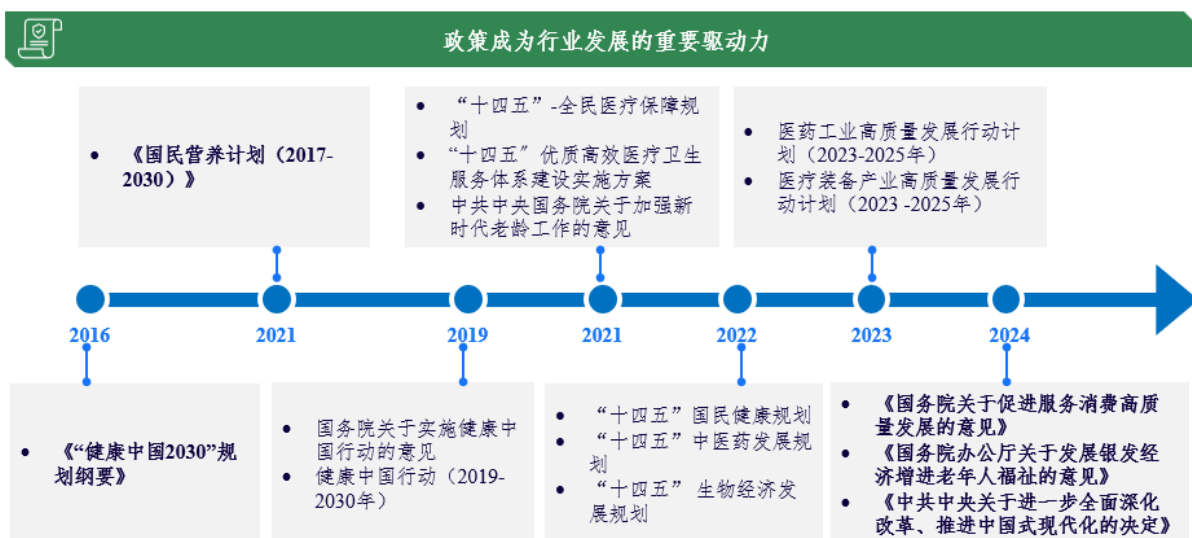 政策成为行业发展的重要驱动力
• 《国民营养计划（2017-
2030）》
• “十四五”-全民医疗保障规
划
• “十四五”优质高效医疗卫生
服务体系建设实施方案
• 中共中央国务院关于加强新
时代老龄工作的意见
• 医药工业高质量发展行动计
划（2023-2025年）
• 医疗装备产业高质量发展行
动计划（2023 -2025年）
2016
2021
2019
2021
2022
2023
2024
• 《“健康中国2030”规
划纲要》
• 国务院关于实施健康中
国行动的意见
• 健康中国行动（2019-
2030年）
• “十四五”国民健康规划
• “十四五”中医药发展规
划
• “十四五” 生物经济发
展规划
• 《国务院关于促进服务消费高质
量发展的意见》
• 《国务院办公厅关于发展银发经
济增进老年人福祉的意见》
• 《中共中央关于进一步全面深化
改革、推进中国式现代化的决定》